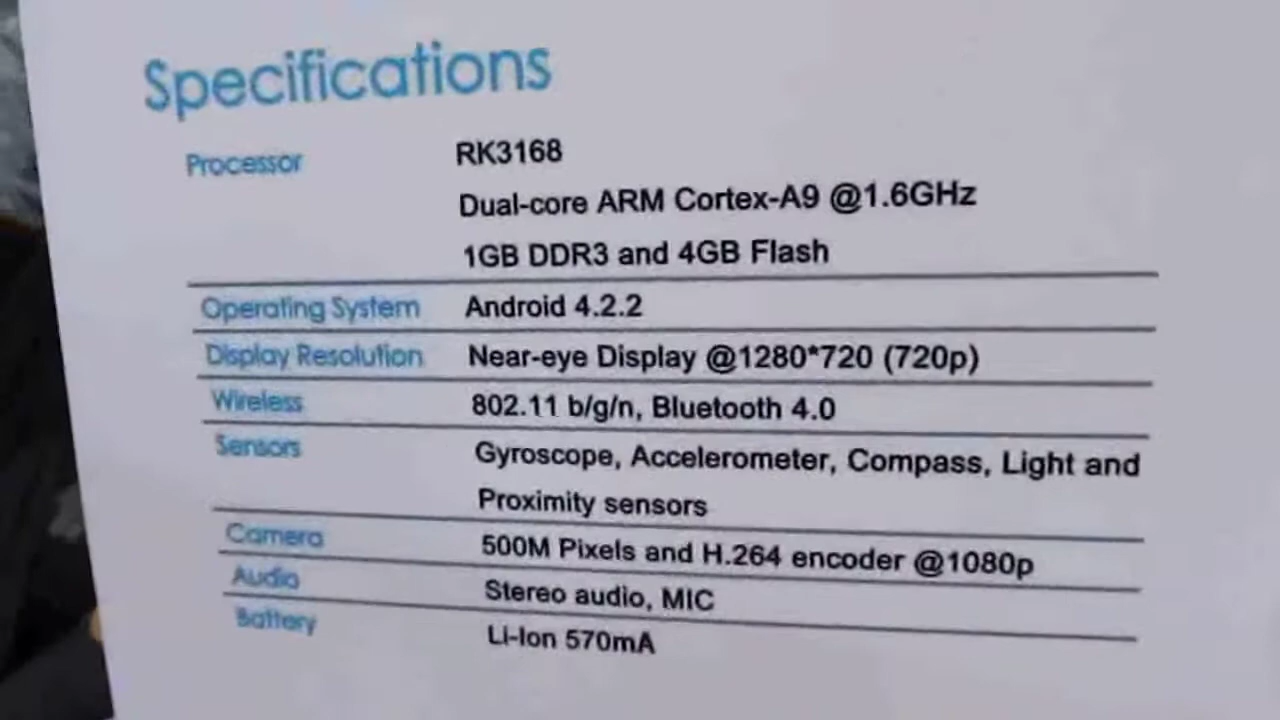 Specifications
Processor RK3168
Dual-core ARM Cortex-A9 @1.6GHz
1GB DDR3 and 4GB Flash
Operating System Android 4.2.2
Display Resolution Near-eye Display @1280*720 (720p)
Wireless 802.11 b/g/n, Bluetooth 4.0
Sensors Gyroscope, Accelerometer, Compass, Light and
Proximity sensors
Camera 500M Pixels and H.264 encoder @1080p
Audio Stereo audio, MIC
Battery Li-Ion 570mA